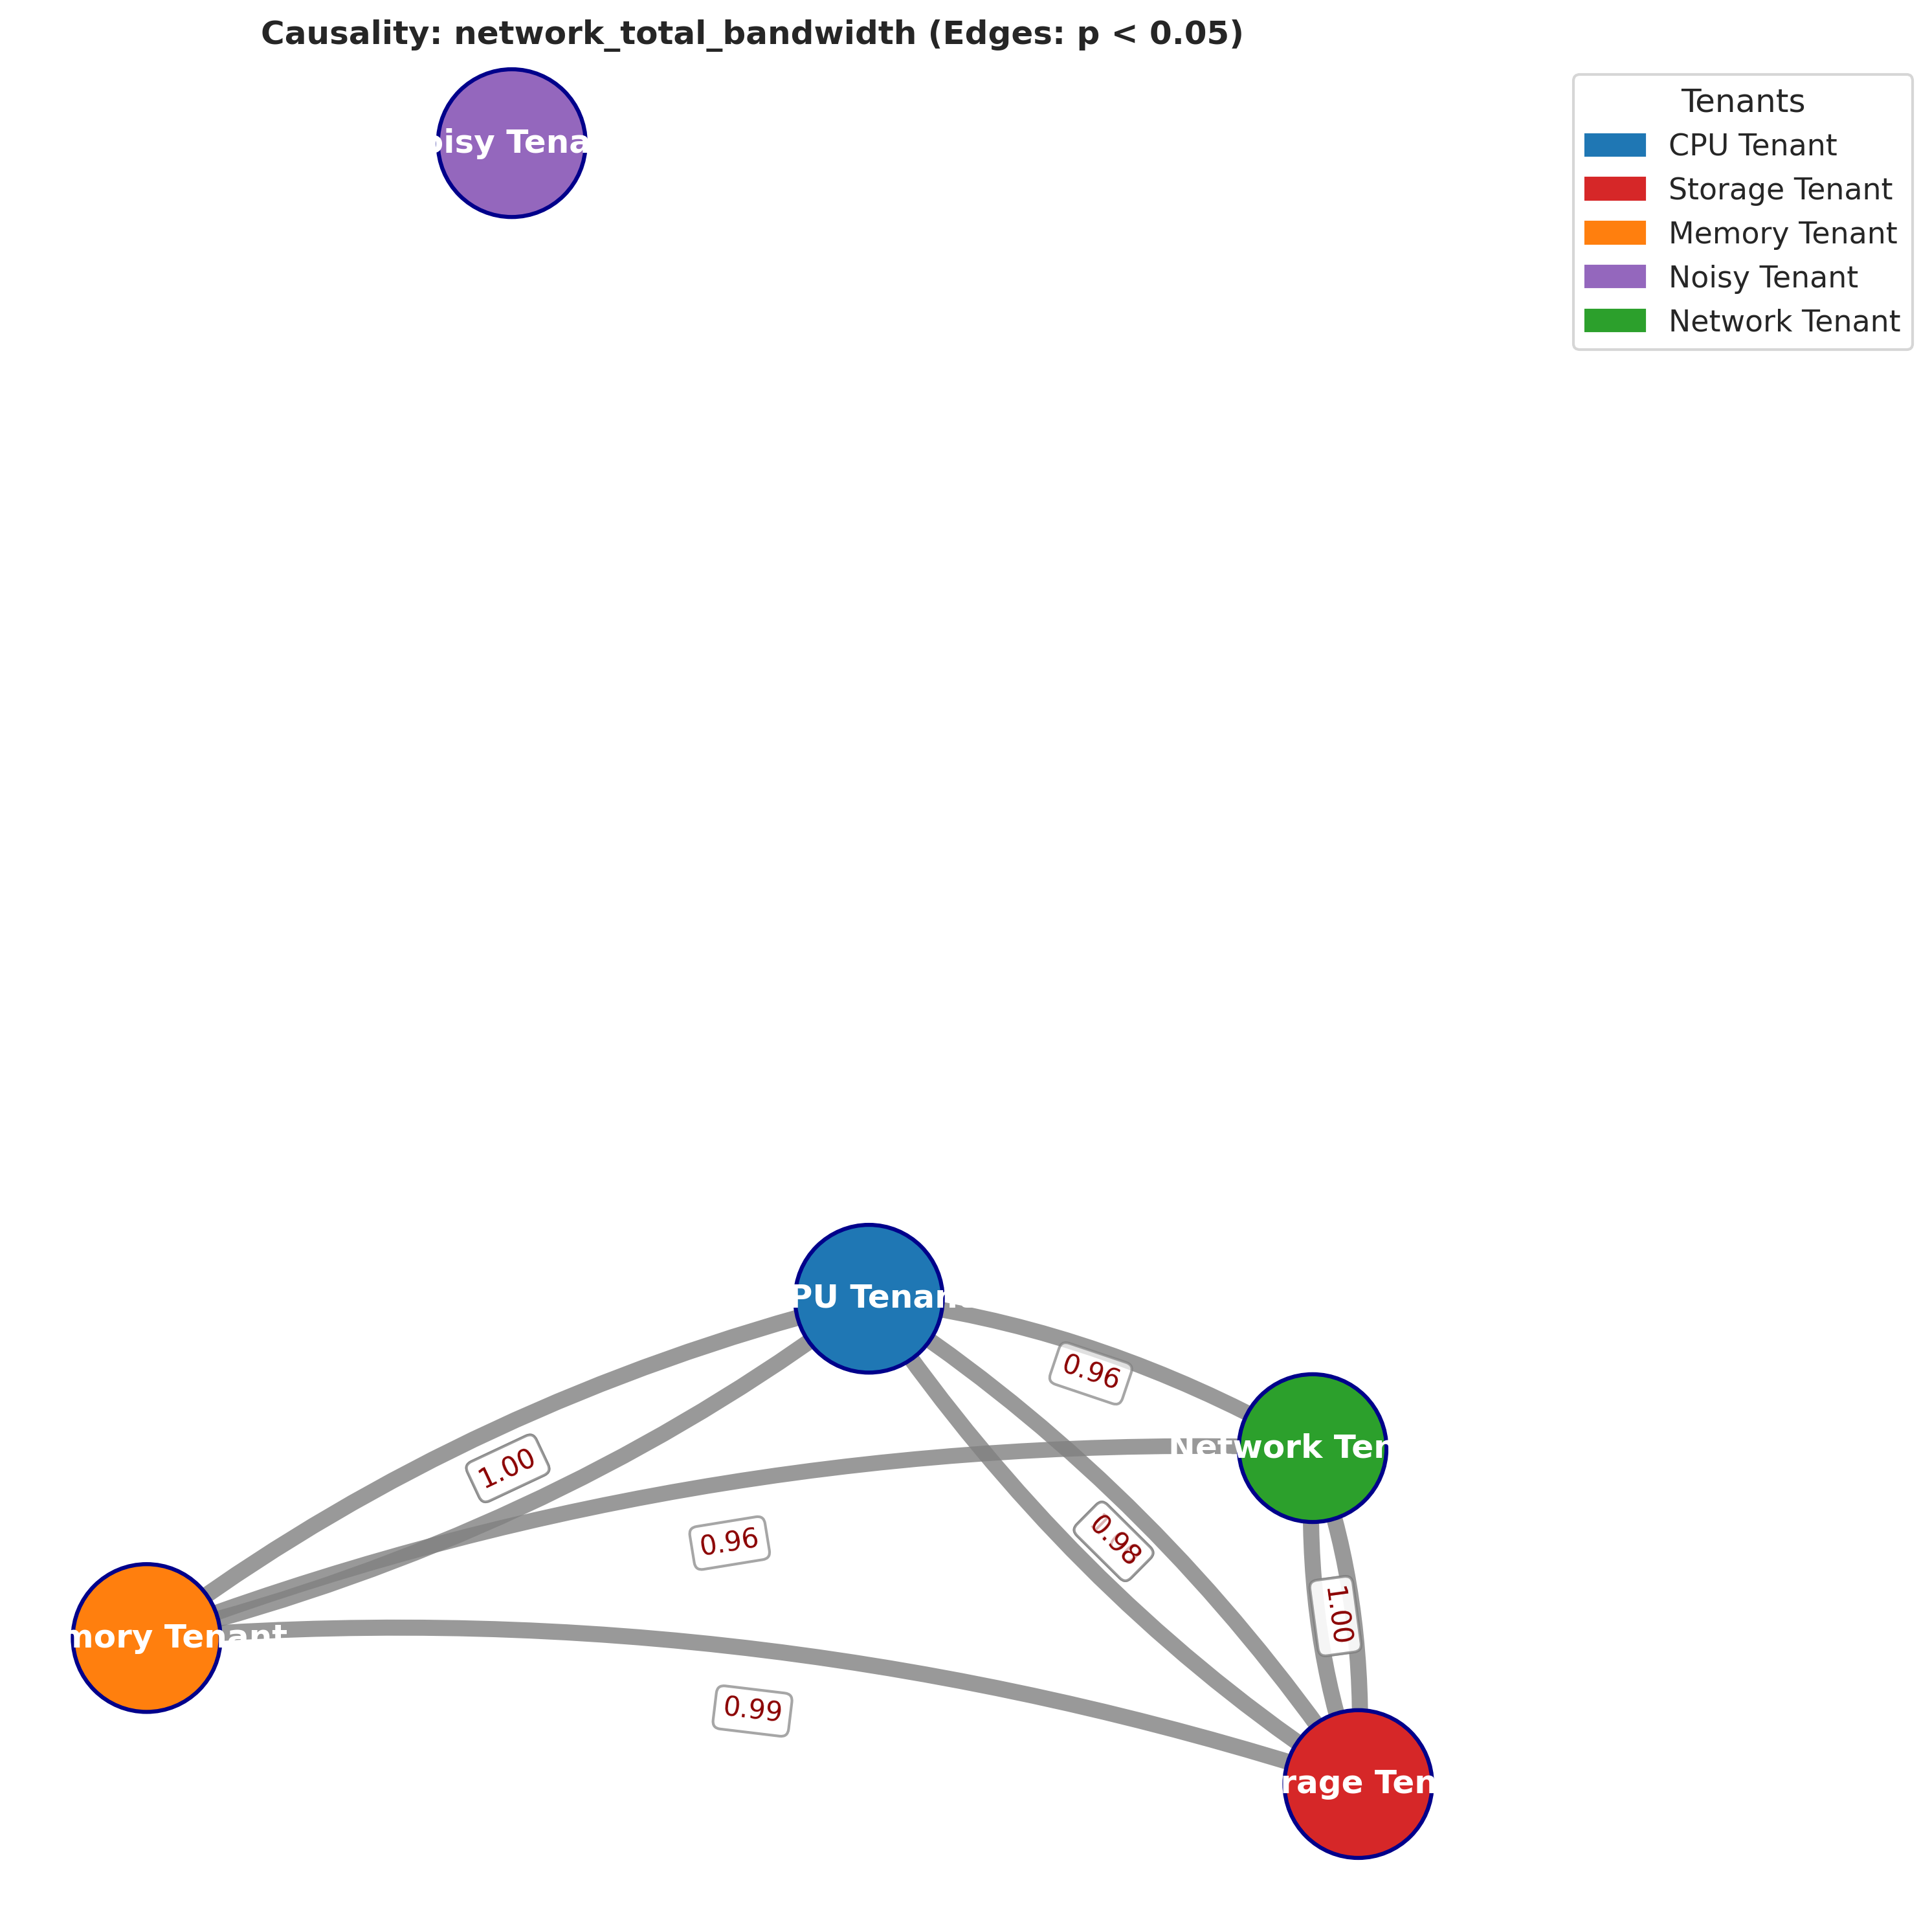 Causality: network_total_bandwidth (Edges: p < 0.05)
oisy Tena
Tenants
CPU Tenant
Storage Tenant
Memory Tenant
Noisy Tenant
Network Tenant
PU Tenan
0.96
Network Ten
1.00
0.96
0.98
1.00
mory Tenant
0.99
rage Ten